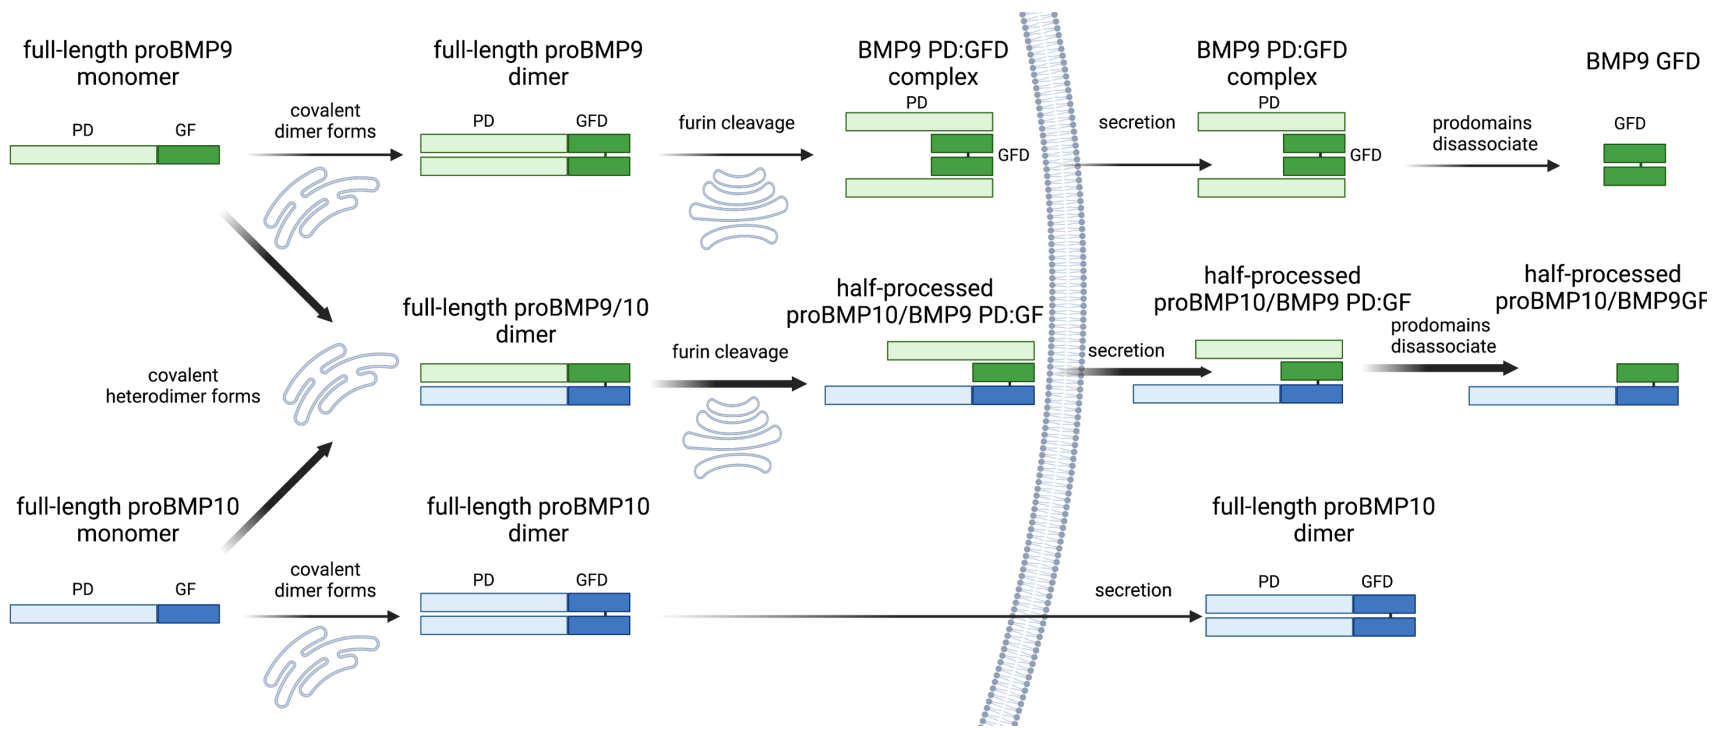 full-length proBMP9
monomer
PD
GF
covalent
dimer forms
full-length proBMP9
dimer
PD
GFD
furin cleavage
BMP9 PD:GFD
complex
PD
GFD
secretion
BMP9 PD:GFD
complex
PD
GFD
prodomains
disassociate
BMP9 GFD
GFD
covalent
heterodimer forms
full-length proBMP9/10
dimer
furin cleavage
half-processed
proBMP10/BMP9 PD:GF
secretion
half-processed
proBMP10/BMP9 PD:GF
prodomains
disassociate
half-processed
proBMP10/BMP9GF
full-length proBMP10
monomer
PD
GF
covalent
dimer forms
full-length proBMP10
dimer
PD
GFD
secretion
full-length proBMP10
dimer
PD
GFD